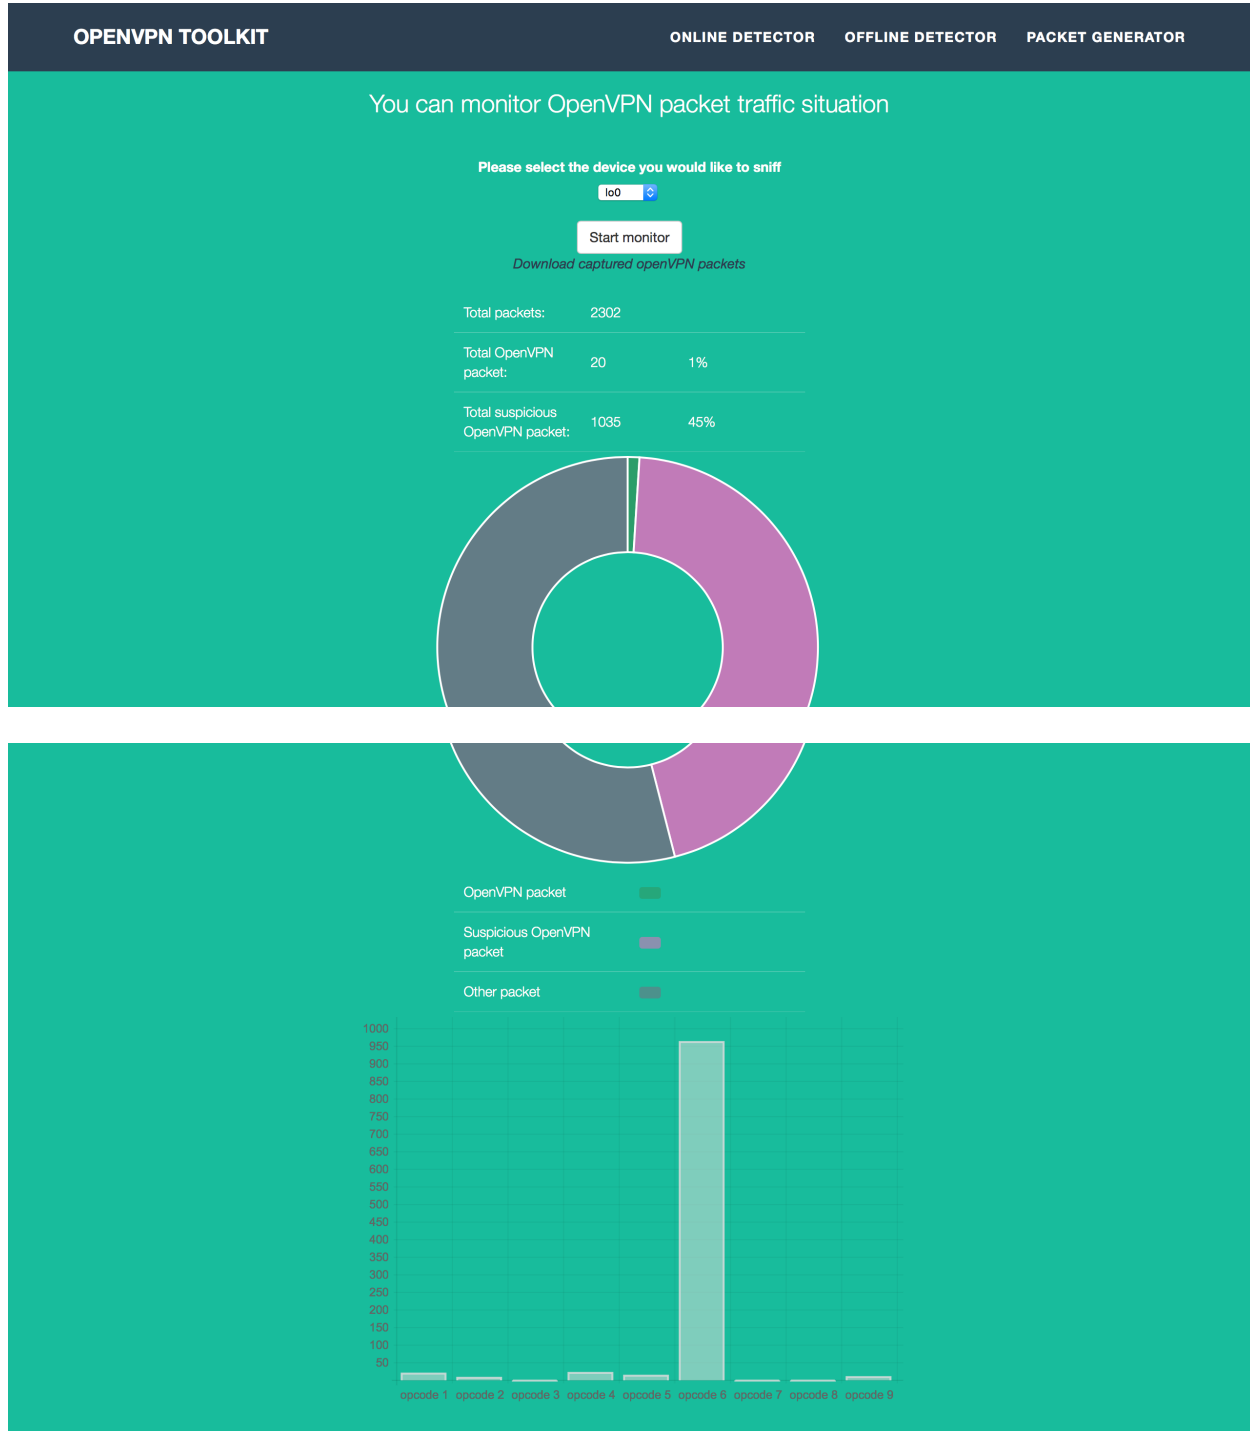 OPENVPN TOOLKIT
ONLINE DETECTOR OFFLINE DETECTOR PACKET GENERATOR
You can monitor OpenVPN packet traffic situation
Please select the device you would like to sniff
lo0
Start monitor
Download captured openVPN packets
Total packets: 2302
Total OpenVPN
packet: 20 1%
Total suspicious
OpenVPN packet: 1035 45%
OpenVPN packet
Suspicious OpenVPN
packet
Other packet
1000
950
900
850
800
750
700
650
600
550
500
450
400
350
300
250
200
150
100
50
opcode 1 opcode 2 opcode 3 opcode 4 opcode 5 opcode 6 opcode 7 opcode 8 opcode 9